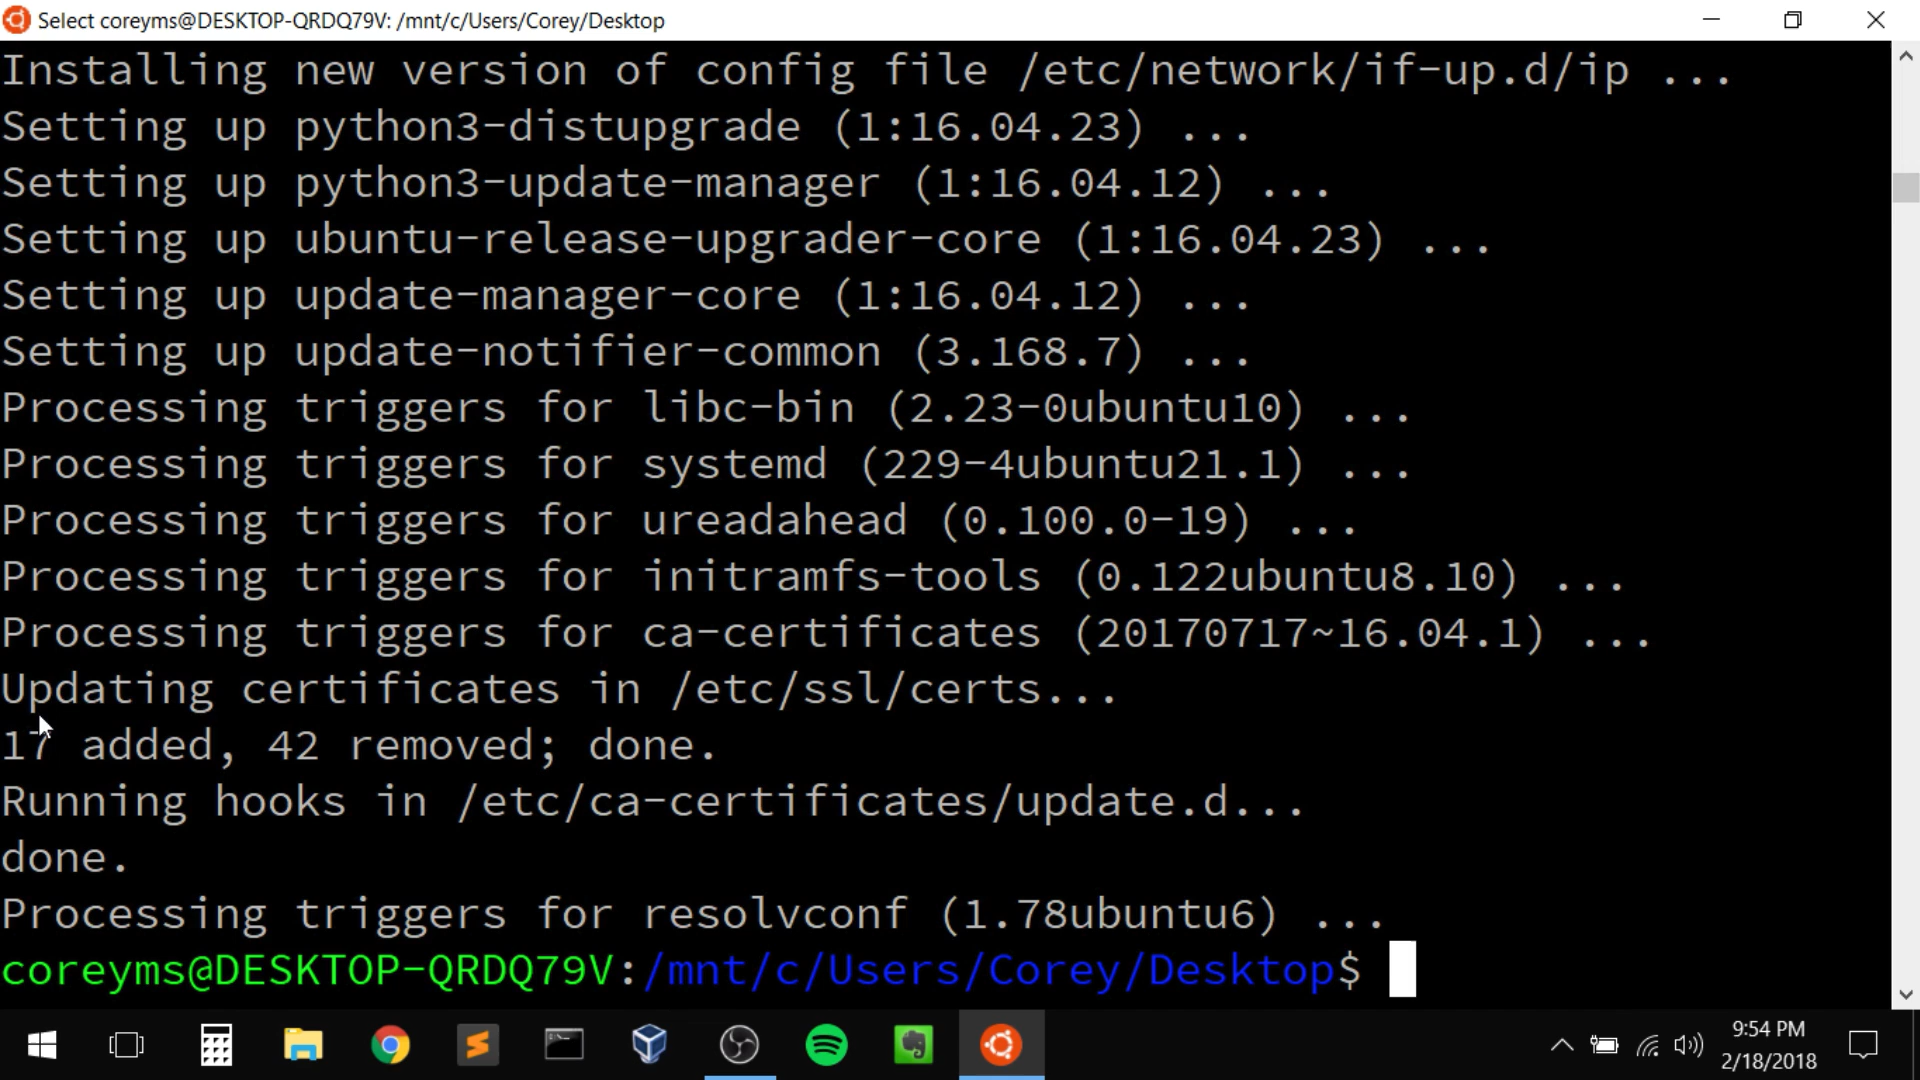 Select coreyms@DESKTOP-QRDQ79V: /mnt/c/Users/Corey/Desktop
Installing new version of config file /etc/network/if-up.d/ip ...
Setting up python3-distupgrade (1:16.04.23) ...
Setting up python3-update-manager (1:16.04.12) ...
Setting up ubuntu-release-upgrader-core (1:16.04.23) ...
Setting up update-manager-core (1:16.04.12) ...
Setting up update-notifier-common (3.168.7) ...
Processing triggers for libc-bin (2.23-0ubuntu10) ...
Processing triggers for systemd (229-4ubuntu21.1) ...
Processing triggers for ureadahead (0.100.0-19) ...
Processing triggers for initramfs-tools (0.122ubuntu8.10) ...
Processing triggers for ca-certificates (20170717~16.04.1) ...
Updating certificates in /etc/ssl/certs...
17 added, 42 removed; done.
Running hooks in /etc/ca-certificates/update.d...
done.
Processing triggers for resolvconf (1.78ubuntu6) ...
coreyms@DESKTOP-QRDQ79V:/mnt/c/Users/Corey/Desktop$
9:54 PM
2/18/2018